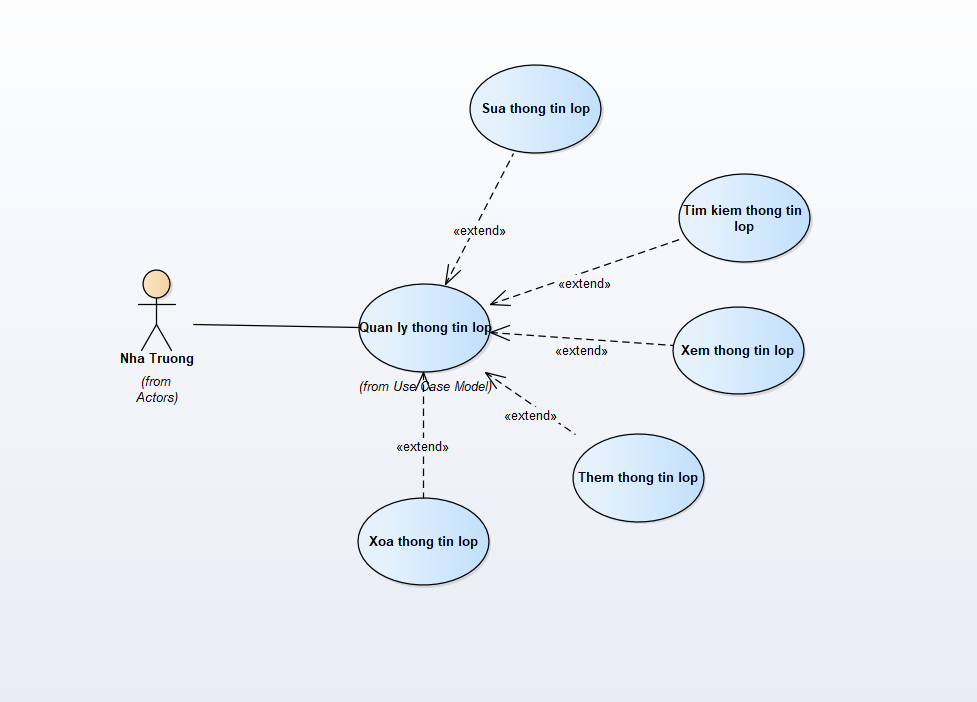 Sua thong tin lop
Tim kiem thong tin
lop
«extend»
«extend»
Quan ly thong tin lop
Xem thong tin lop
«extend»
Nha Truong
(from
Actors)
(from Use Case Model)
«extend»
«extend»
Them thong tin lop
Xoa thong tin lop